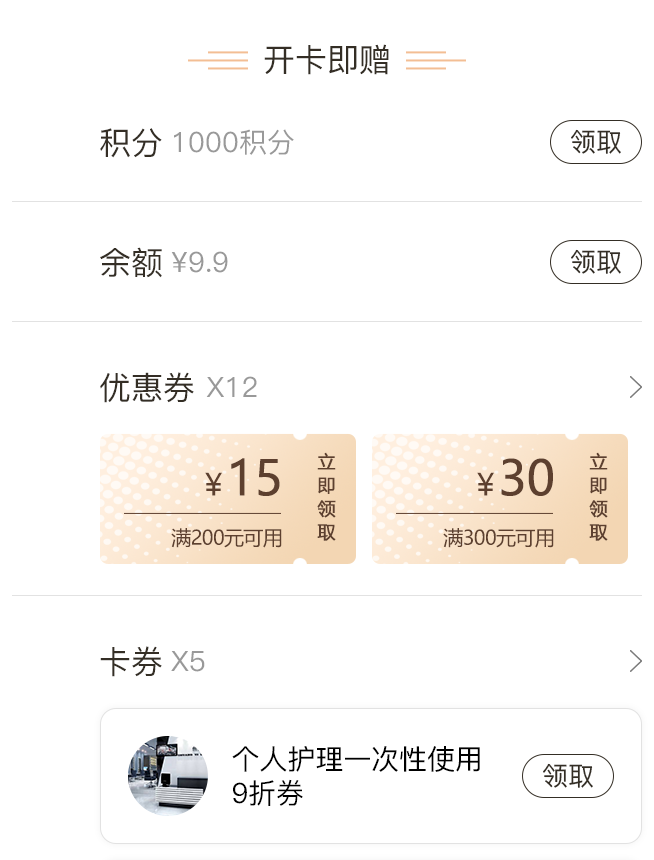 开卡即赠
积分 1000积分 领取
余额 ¥9.9 领取
优惠券 X12
¥15 立即领取
满200元可用
¥30 立即领取
满300元可用
卡券 X5
个人护理一次性使用
9折券
领取